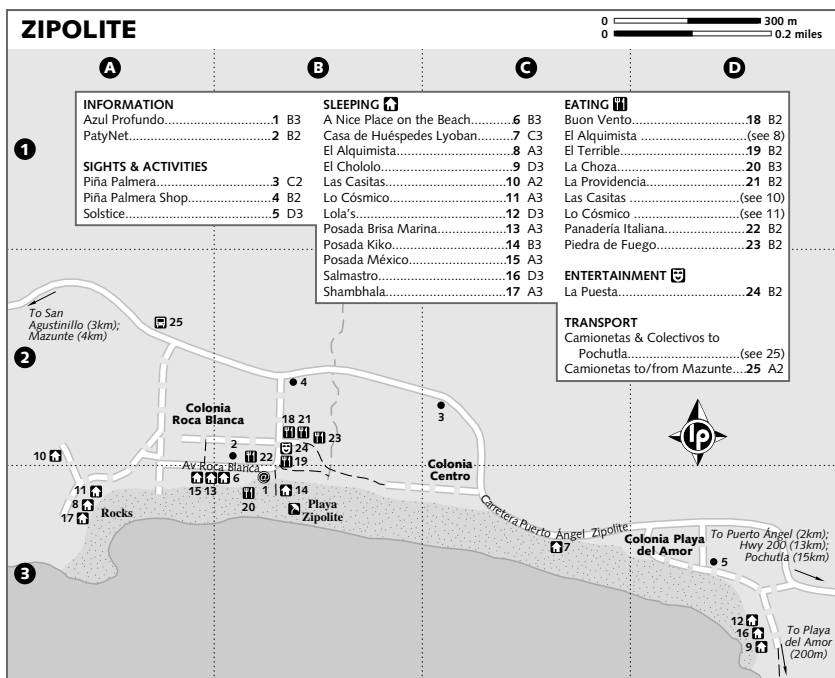 ZIPOLITE
0 300 m
0 0.2 miles
A B C D
1
INFORMATION
Azul Profundo 1 B3
PatyNet 2 B2
SIGHTS & ACTIVITIES
Piña Palmera 3 C2
Piña Palmera Shop 4 B2
Solstice 5 D3
SLEEPING
A Nice Place on the Beach 6 B3
Casa de Huéspedes Lyoban 7 C3
El Alquimista 8 A3
El Chololo 9 D3
Las Casitas 10 A2
Lo Cósmico 11 A3
Lola's 12 D3
Posada Brisa Marina 13 A3
Posada Kiko 14 B3
Posada México 15 A3
Salmastro 16 D3
Shambhala 17 A3
EATING
Buon Vento 18 B2
El Alquimista (see 8)
El Terrible 19 B2
La Choza 20 B3
La Providencia 21 B2
Las Casitas (see 10)
Lo Cósmico (see 11)
Panadería Italiana 22 B2
Piedra de Fuego 23 B2
ENTERTAINMENT
La Puesta 24 B2
TRANSPORT
Camionetas & Colectivos to
Pochutla (see 25)
Camionetas to/from Mazunte 25 A2
To San
Agustinillo (3km);
Mazunte (4km)
25
2
4
3
Colonia
Roca Blanca
18 21
23
2
22
24
19
10
Av Roca Blanca
Colonia
Centro
lp
15 13 6
1
14
20
11
8
17
Rocks
Playa
Zipolite
Carretera Puerto Ángel Zipolite
7
Colonia Playa
del Amor
5
To Puerto Ángel (2km);
Hwy 200 (13km);
Pochutla (15km)
3
12
16
9
To Playa
del Amor
(200m)